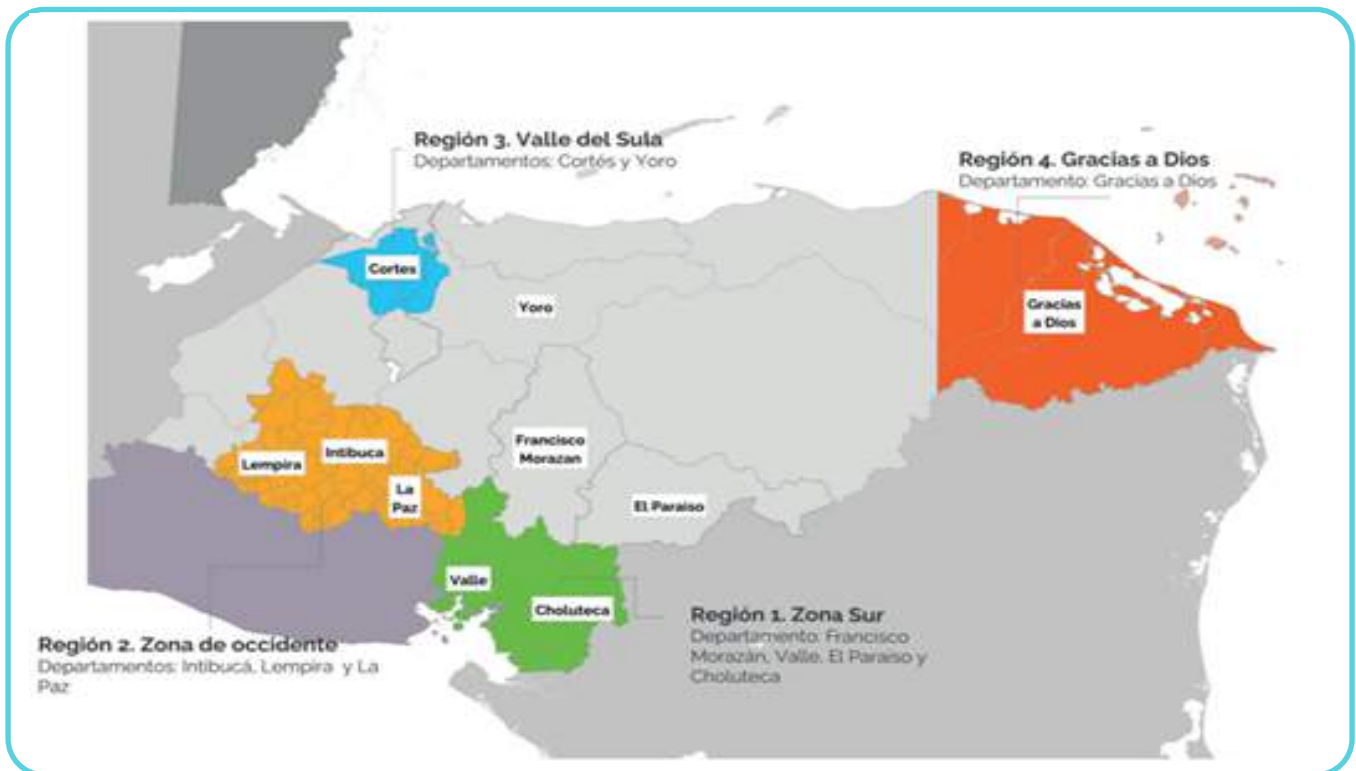 Región 3. Valle del Sula
Departamentos: Cortés y Yoro
Región 4. Gracias a Dios
Departamento: Gracias a Dios
Cortes
Yoro
Gracias
a Dios
Lempira
Intibuca
La
Paz
Francisco
Morazan
El Paraiso
Valle
Choluteca
Región 2. Zona de occidente
Departamentos: Intibucá, Lempira y La
Paz
Región 1. Zona Sur
Departamento: Francisco
Morazán, Valle, El Paraiso y
Choluteca